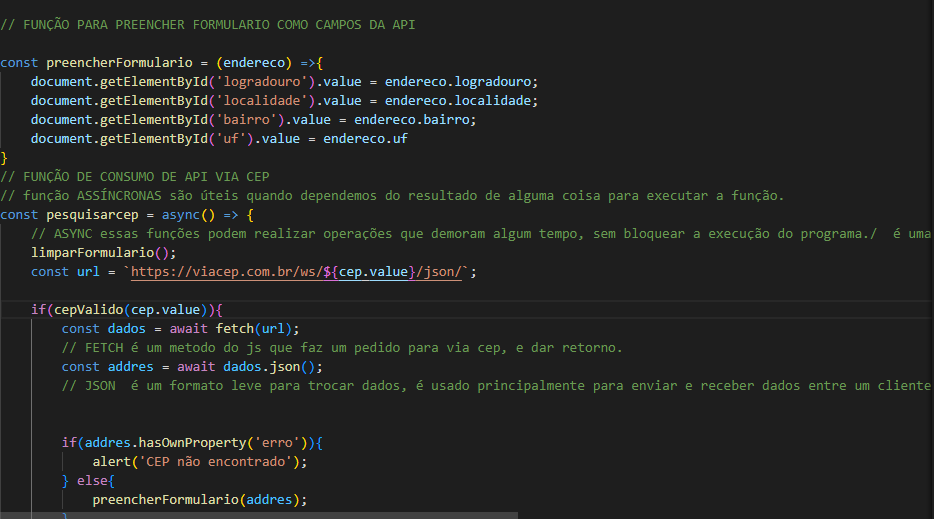 // FUNÇÃO PARA PREENCHER FORMULARIO COMO CAMPOS DA API
const preencherFormulario = (endereco) =>{
document.getElementById('logradouro').value = endereco.logradouro;
document.getElementById('localidade').value = endereco.localidade;
document.getElementById('bairro').value = endereco.bairro;
document.getElementById('uf').value = endereco.uf
}
// FUNÇÃO DE CONSUMO DE API VIA CEP
// função ASSÍNCRONAS são úteis quando dependemos do resultado de alguma coisa para executar a função.
const pesquisarcep = async() => {
// ASYNC essas funções podem realizar operações que demoram algum tempo, sem bloquear a execução do programa./  é uma
limparFormulario();
const url = `https://viacep.com.br/ws/${cep.value}/json/`;
if(cepValido(cep.value)){
const dados = await fetch(url);
// FETCH é um metodo do js que faz um pedido para via cep, e dar retorno.
const addres = await dados.json();
// JSON  é um formato leve para trocar dados, é usado principalmente para enviar e receber dados entre um cliente
if(addres.hasOwnProperty('erro')){
alert('CEP não encontrado');
} else{
preencherFormulario(addres);
}